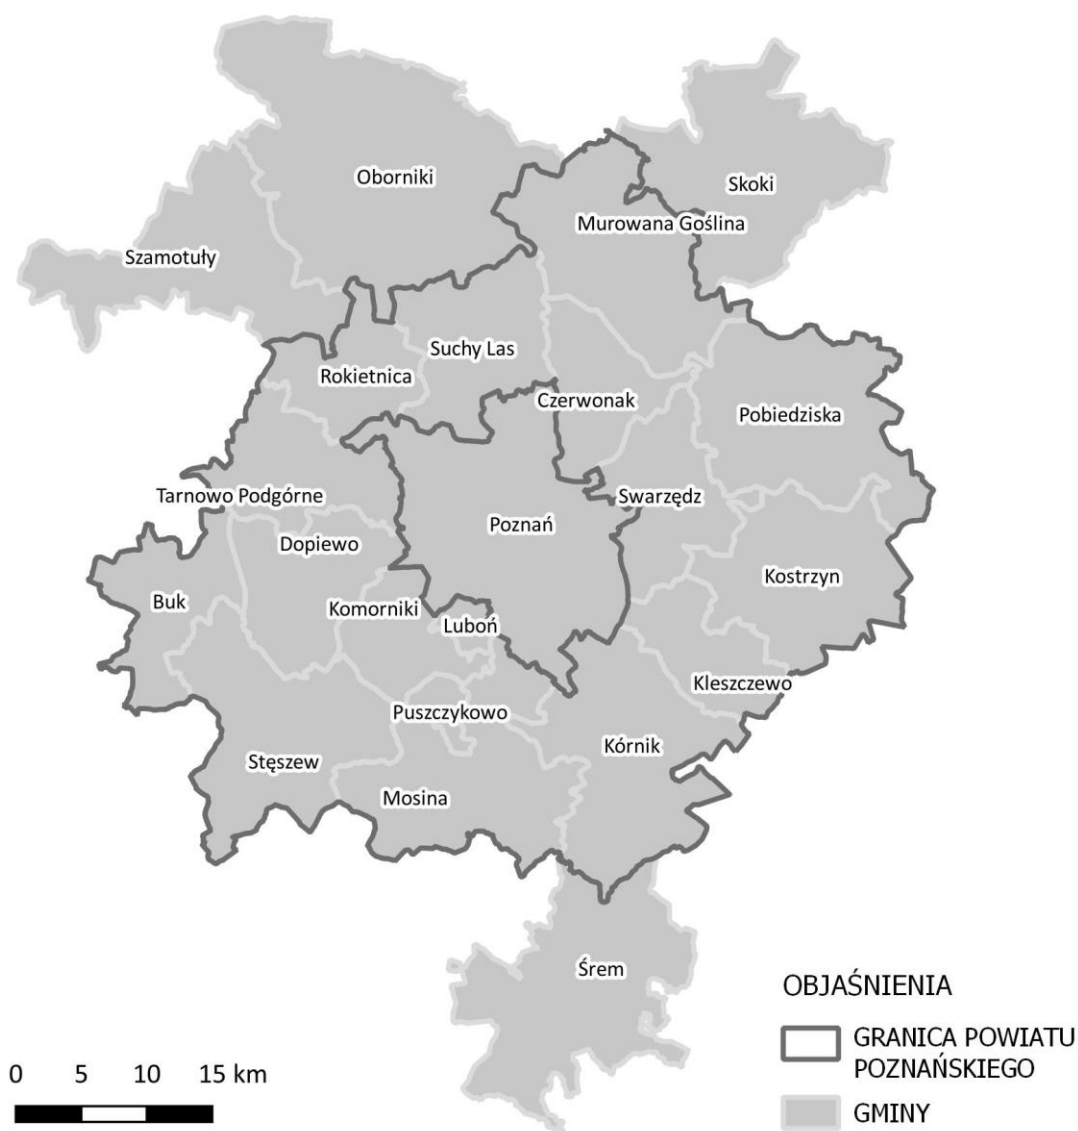 Oborniki
Skoki
Murowana Goślina
Szamotuły
Suchy Las
Rokietnica
Czerwonak
Pobiedziska
Tarnowo Podgórne
Swarzędz
Poznań
Dopiewo
Kostrzyn
Buk
Komorniki
Luboń
Kleszczewo
Puszczykowo
Kórnik
Stęszew
Mosina
Śrem
OBJAŚNIENIA
GRANICA POWIATU
POZNAŃSKIEGO
GMINY
0 5 10 15 km